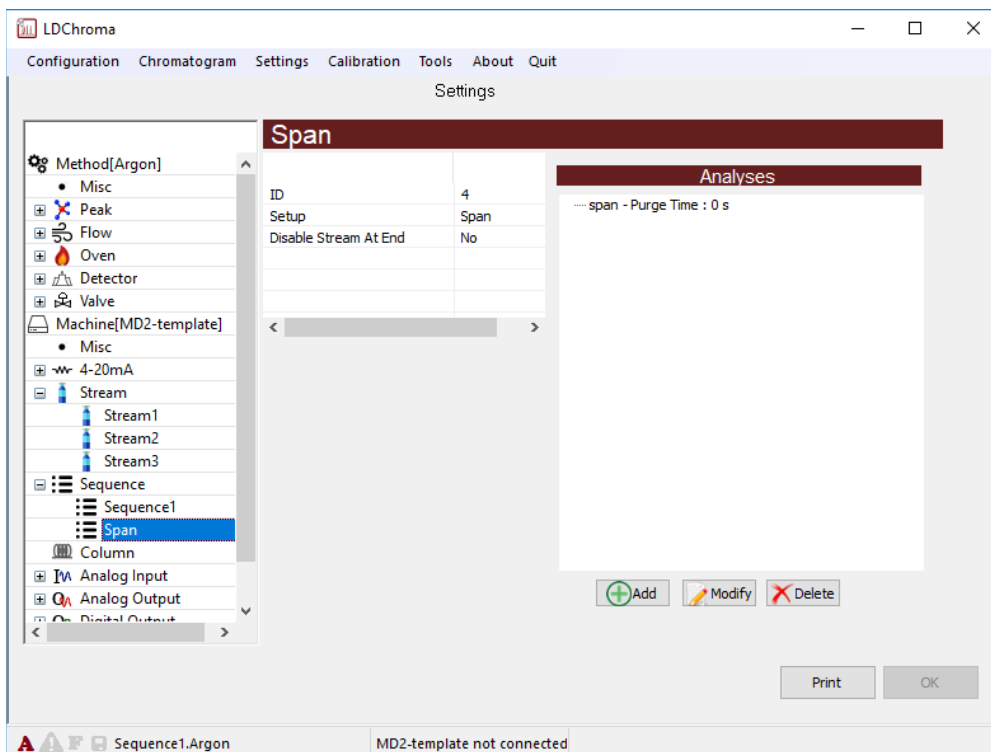 LDChroma
Configuration Chromatogram Settings Calibration Tools About Quit
Settings
Method[Argon]
Misc
Peak
Flow
Oven
Detector
Valve
Machine[MD2-template]
Misc
4-20mA
Stream
Stream1
Stream2
Stream3
Sequence
Sequence1
Span
Column
Analog Input
Analog Output
Digital Output
Span
ID 4
Setup Span
Disable Stream At End No
Analyses
span - Purge Time : 0 s
Add Modify Delete
Print OK
A F Sequence1.Argon MD2-template not connected